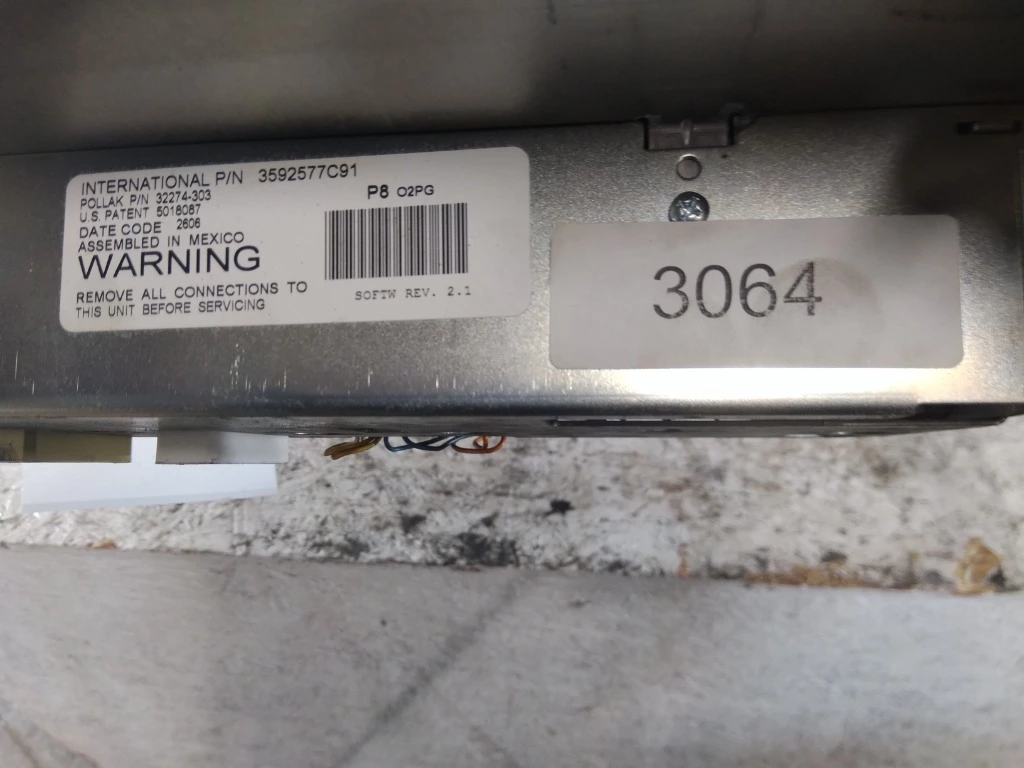 INTERNATIONAL P/N 3592577C91
POLLAK P/N 32274-303
U.S. PATENT 5018087
DATE CODE 2606
ASSEMBLED IN MEXICO
WARNING
REMOVE ALL CONNECTIONS TO
THIS UNIT BEFORE SERVICING
P8 O2PG
SOFTW REV. 2.1
3064